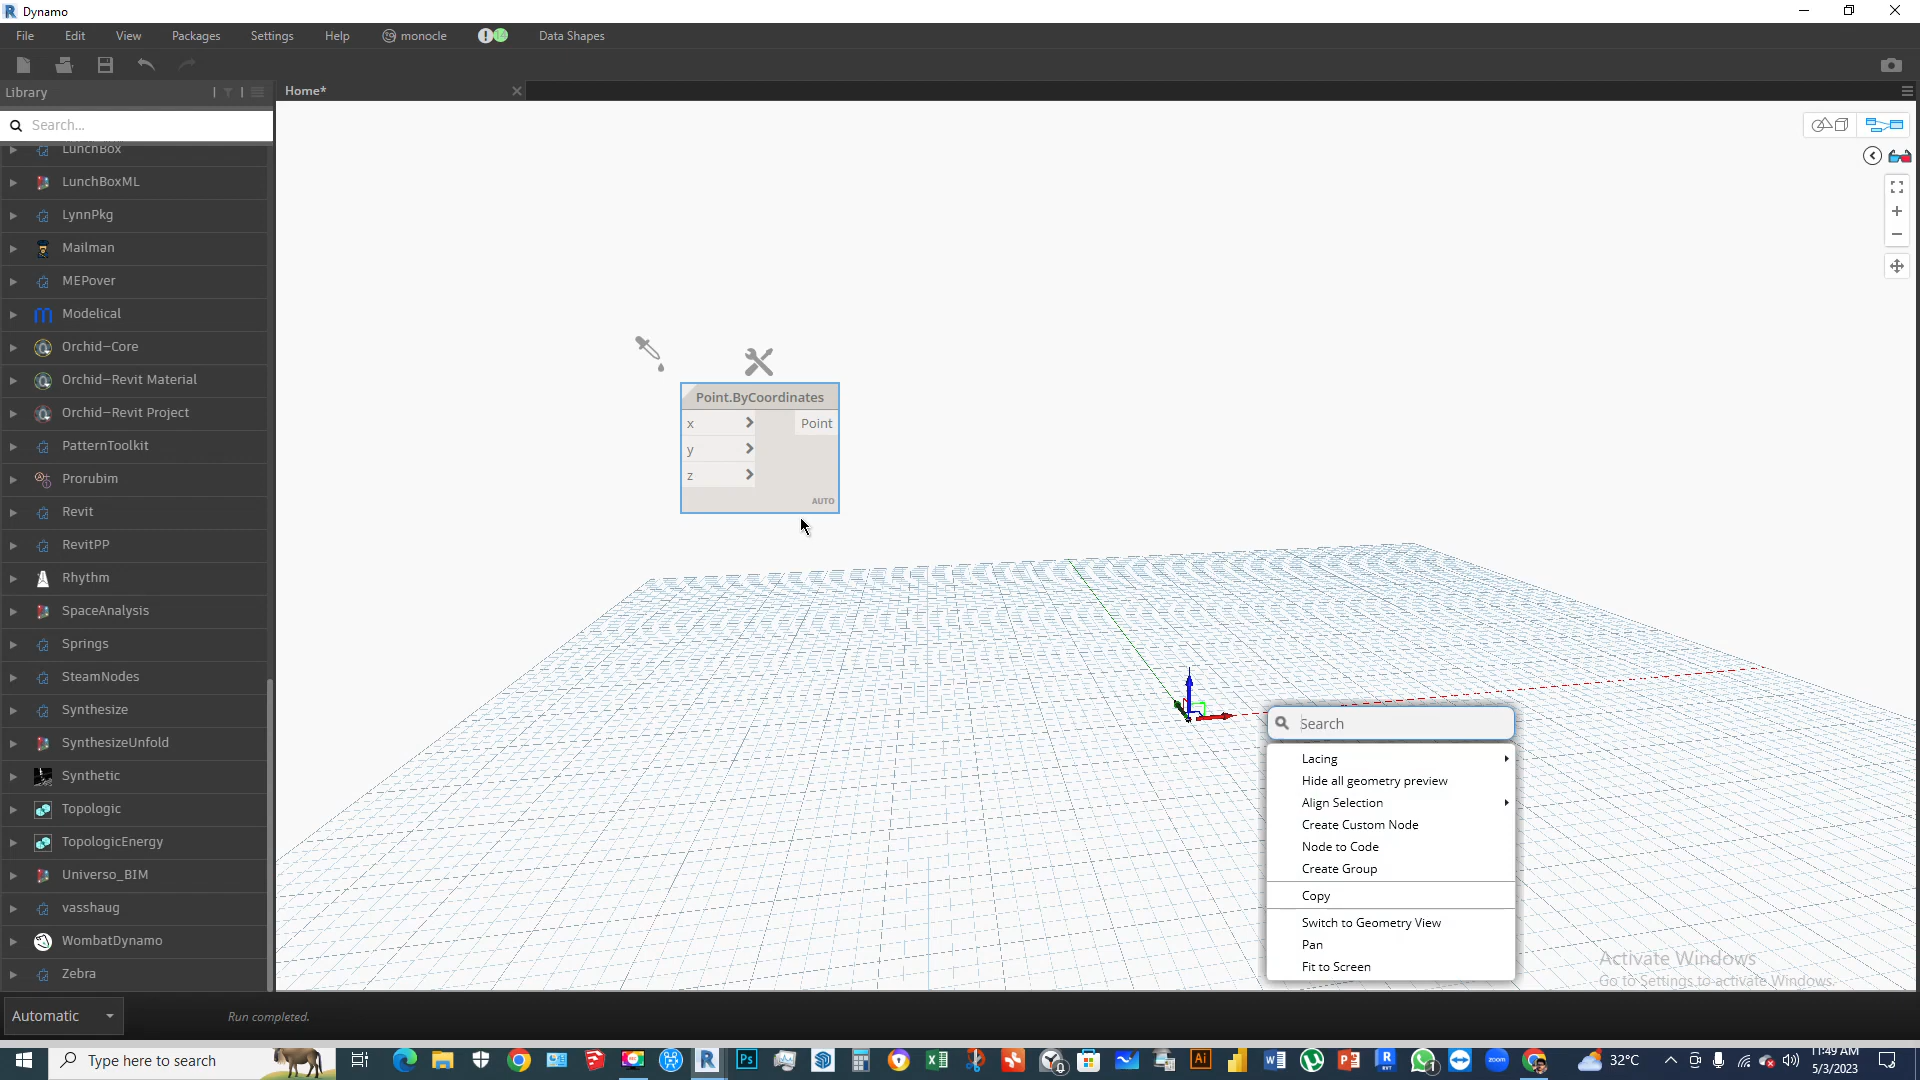 Dynamo
File Edit View Packages Settings Help monocle Data Shapes
Library
Home*
Search...
LunchBox
LunchBoxML
LynnPkg
Mailman
MEPover
Modelical
Orchid-Core
Orchid-Revit Material
Orchid-Revit Project
PatternToolkit
Prorubim
Revit
RevitPP
Rhythm
SpaceAnalysis
Springs
SteamNodes
Synthesize
SynthesizeUnfold
Synthetic
Topologic
TopologicEnergy
Universo_BIM
vasshaug
WombatDynamo
Zebra
Point.ByCoordinates
x Point
y
z
AUTO
Search
Lacing
Hide all geometry preview
Align Selection
Create Custom Node
Node to Code
Create Group
Copy
Switch to Geometry View
Pan
Fit to Screen
Activate Windows
Go to Settings to activate Windows.
Automatic
Run completed.
Type here to search
32°C
11:49 AM
5/3/2023